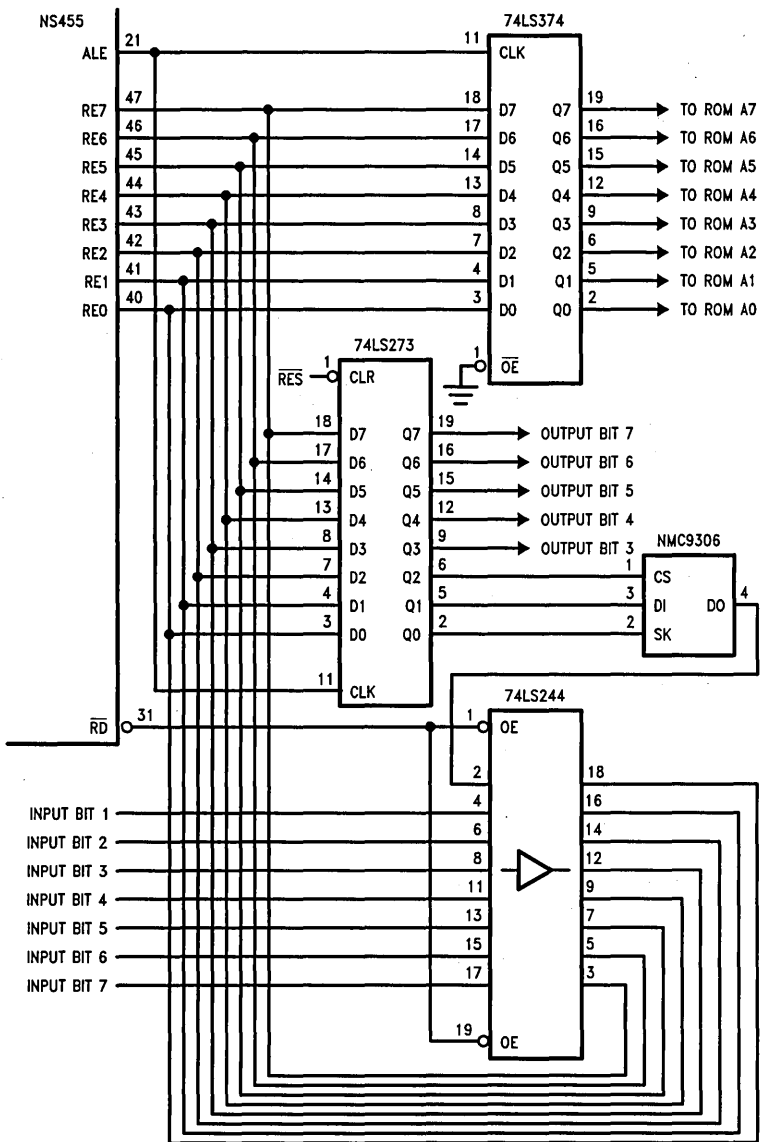 NS455
74LS374
ALE 21 11 CLK
RE7 47 18 D7 Q7 19 TO ROM A7
RE6 46 17 D6 Q6 16 TO ROM A6
RE5 45 14 D5 Q5 15 TO ROM A5
RE4 44 13 D4 Q4 12 TO ROM A4
RE3 43 8 D3 Q3 9 TO ROM A3
RE2 42 7 D2 Q2 6 TO ROM A2
RE1 41 4 D1 Q1 5 TO ROM A1
RE0 40 3 D0 Q0 2 TO ROM A0
1 OE
74LS273
RES 1 CLR
18 D7 Q7 19 OUTPUT BIT 7
17 D6 Q6 16 OUTPUT BIT 6
14 D5 Q5 15 OUTPUT BIT 5
13 D4 Q4 12 OUTPUT BIT 4
8 D3 Q3 9 OUTPUT BIT 3
7 D2 Q2 6
4 D1 Q1 5
3 D0 Q0 2
11 CLK
NMC9306
1 CS
3 DI DO 4
2 SK
RD 31
74LS244
1 OE
2 18
INPUT BIT 1 4 16
INPUT BIT 2 6 14
INPUT BIT 3 8 12
INPUT BIT 4 11 9
INPUT BIT 5 13 7
INPUT BIT 6 15 5
INPUT BIT 7 17 3
19 OE